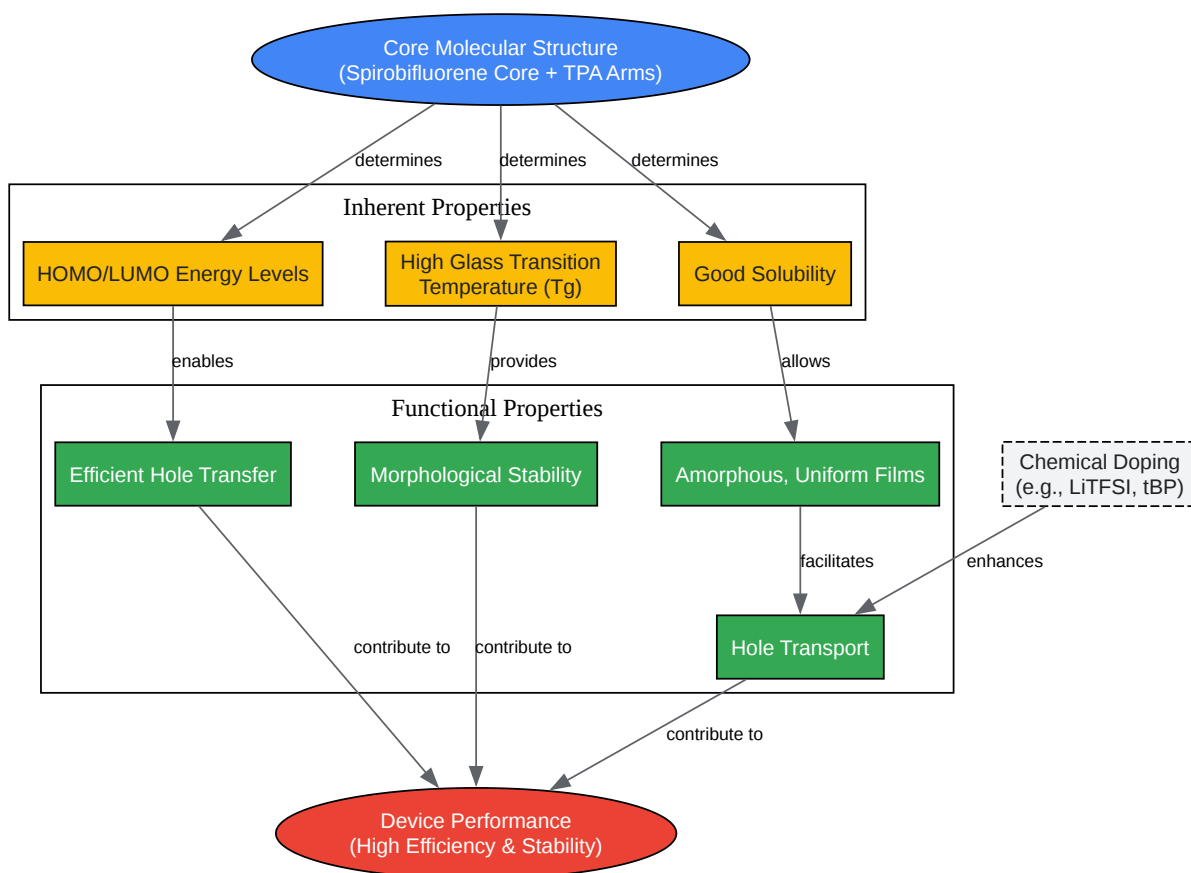 Core Molecular Structure
(Spirobifluorene Core + TPA Arms)
determines
determines
determines
Inherent Properties
HOMO/LUMO Energy Levels
High Glass Transition
Temperature (Tg)
Good Solubility
enables
provides
allows
Functional Properties
Efficient Hole Transfer
Morphological Stability
Amorphous, Uniform Films
Chemical Doping
(e.g., LiTFSI, tBP)
facilitates
enhances
Hole Transport
contribute to
contribute to
contribute to
Device Performance
(High Efficiency & Stability)